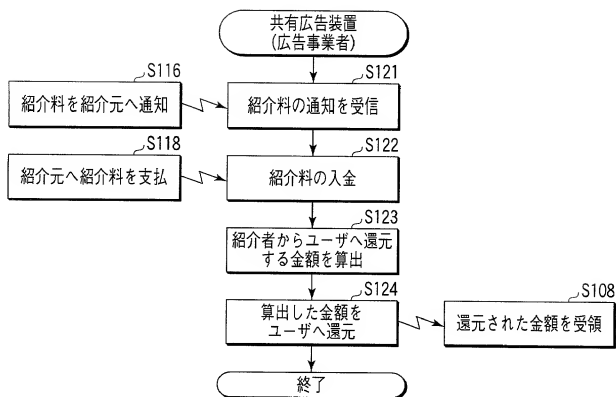 共有広告装置
(広告事業者)
S116
紹介料を紹介元へ通知
S121
紹介料の通知を受信
S118
紹介元へ紹介料を支払
S122
紹介料の入金
S123
紹介者からユーザへ還元
する金額を算出
S124
算出した金額を
ユーザへ還元
S108
還元された金額を受領
終了